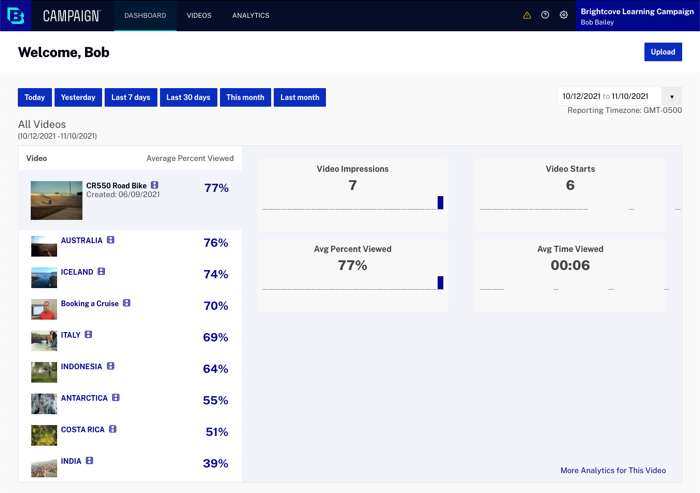 CAMPAIGN
DASHBOARD
VIDEOS
ANALYTICS
Brightcove Learning Campaign
Bob Bailey
Welcome, Bob
Upload
Today
Yesterday
Last 7 days
Last 30 days
This month
Last month
10/12/2021 to 11/10/2021
Reporting Timezone: GMT-0500
All Videos
(10/12/2021 - 11/10/2021)
Video
Average Percent Viewed
CR550 Road Bike
77%
Created: 06/09/2021
AUSTRALIA
76%
ICELAND
74%
Booking a Cruise
70%
ITALY
69%
INDONESIA
64%
ANTARCTICA
55%
COSTA RICA
51%
INDIA
39%
Video Impressions
7
Video Starts
6
Avg Percent Viewed
77%
Avg Time Viewed
00:06
More Analytics for This Video